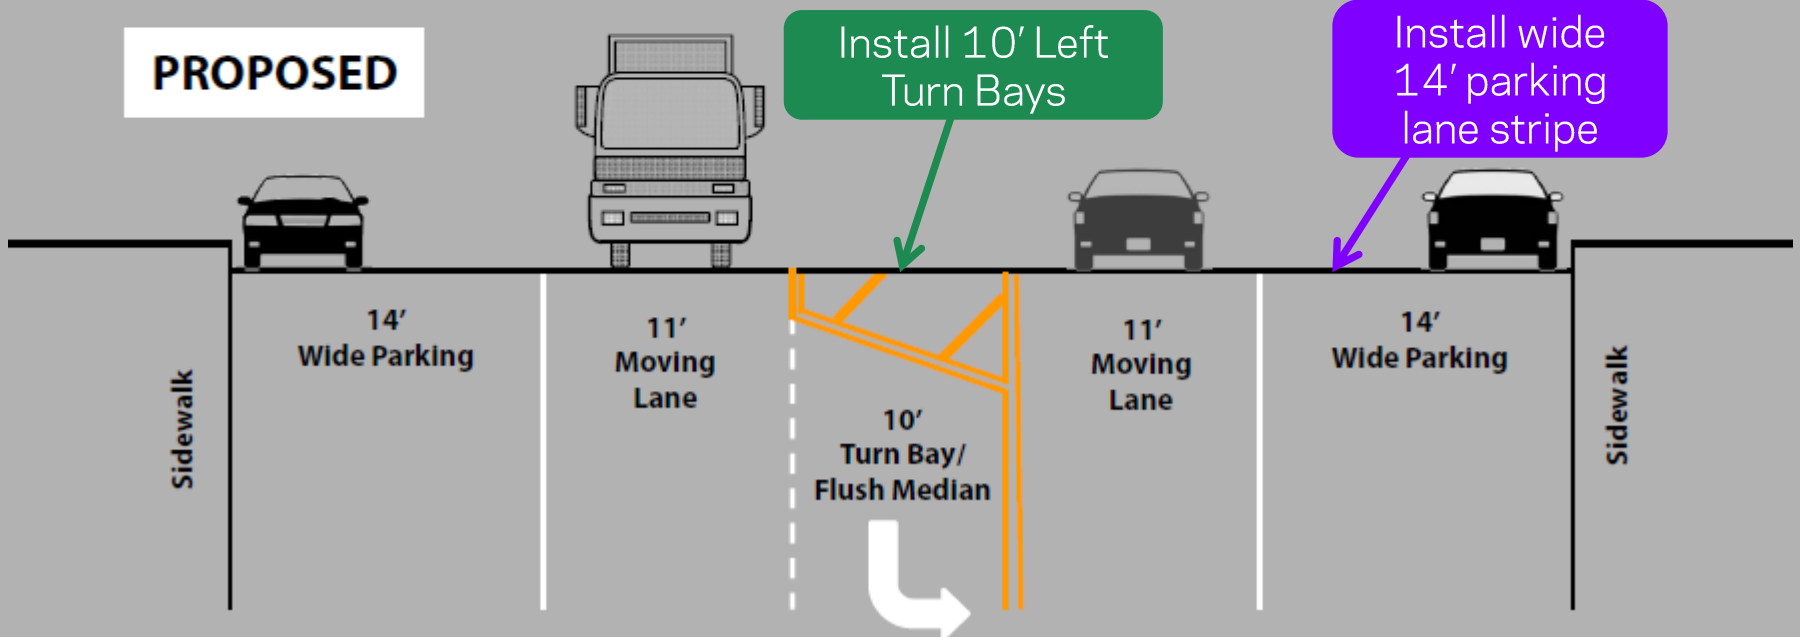 PROPOSED
Install 10’ Left
Turn Bays
Install wide
14’ parking
lane stripe
Sidewalk
14’
Wide Parking
11’
Moving
Lane
10’
Turn Bay/
Flush Median
11’
Moving
Lane
14’
Wide Parking
Sidewalk